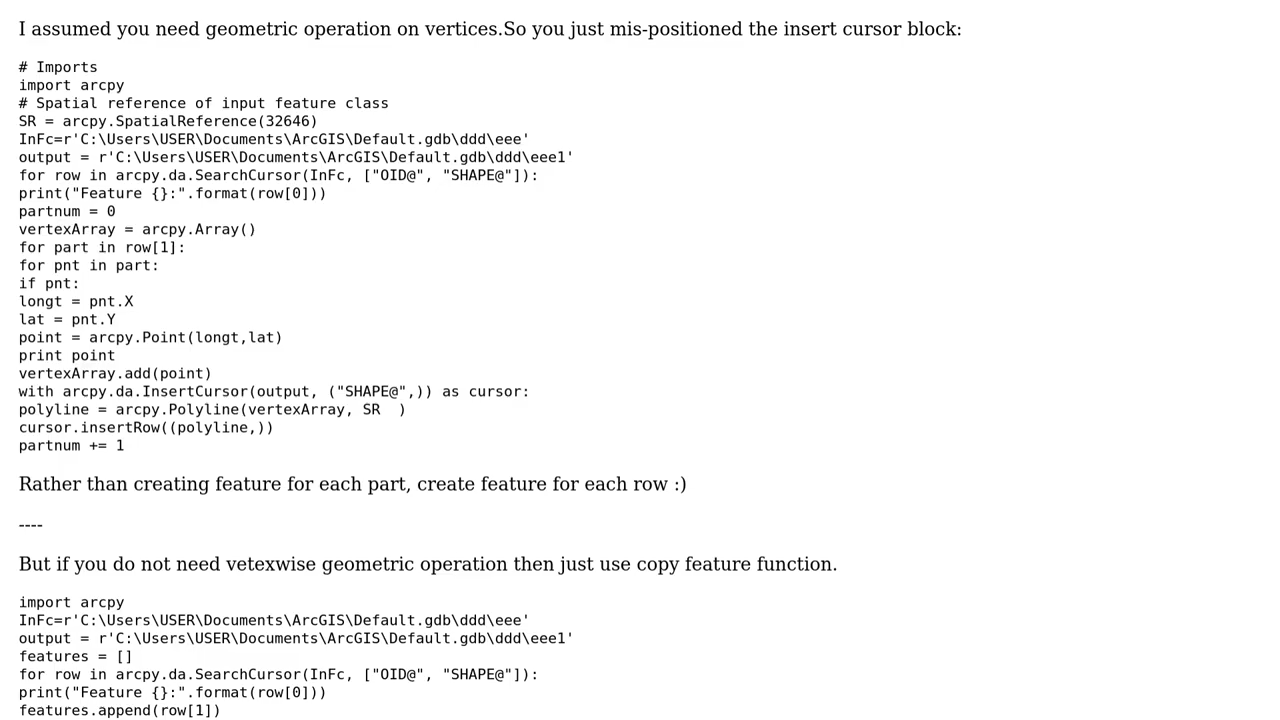 I assumed you need geometric operation on vertices.So you just mis-positioned the insert cursor block:
# Imports
import arcpy
# Spatial reference of input feature class
SR = arcpy.SpatialReference(32646)
InFc=r'C:\Users\USER\Documents\ArcGIS\Default.gdb\ddd\eee'
output = r'C:\Users\USER\Documents\ArcGIS\Default.gdb\ddd\eee1'
for row in arcpy.da.SearchCursor(InFc, ["OID@", "SHAPE@"]):
print("Feature {}:".format(row[0]))
partnum = 0
vertexArray = arcpy.Array()
for part in row[1]:
for pnt in part:
if pnt:
longt = pnt.X
lat = pnt.Y
point = arcpy.Point(longt,lat)
print point
vertexArray.add(point)
with arcpy.da.InsertCursor(output, ("SHAPE@",)) as cursor:
polyline = arcpy.Polyline(vertexArray, SR  )
cursor.insertRow((polyline,))
partnum += 1
Rather than creating feature for each part, create feature for each row :)
----
But if you do not need vetexwise geometric operation then just use copy feature function.
import arcpy
InFc=r'C:\Users\USER\Documents\ArcGIS\Default.gdb\ddd\eee'
output = r'C:\Users\USER\Documents\ArcGIS\Default.gdb\ddd\eee1'
features = []
for row in arcpy.da.SearchCursor(InFc, ["OID@", "SHAPE@"]):
print("Feature {}:".format(row[0]))
features.append(row[1])